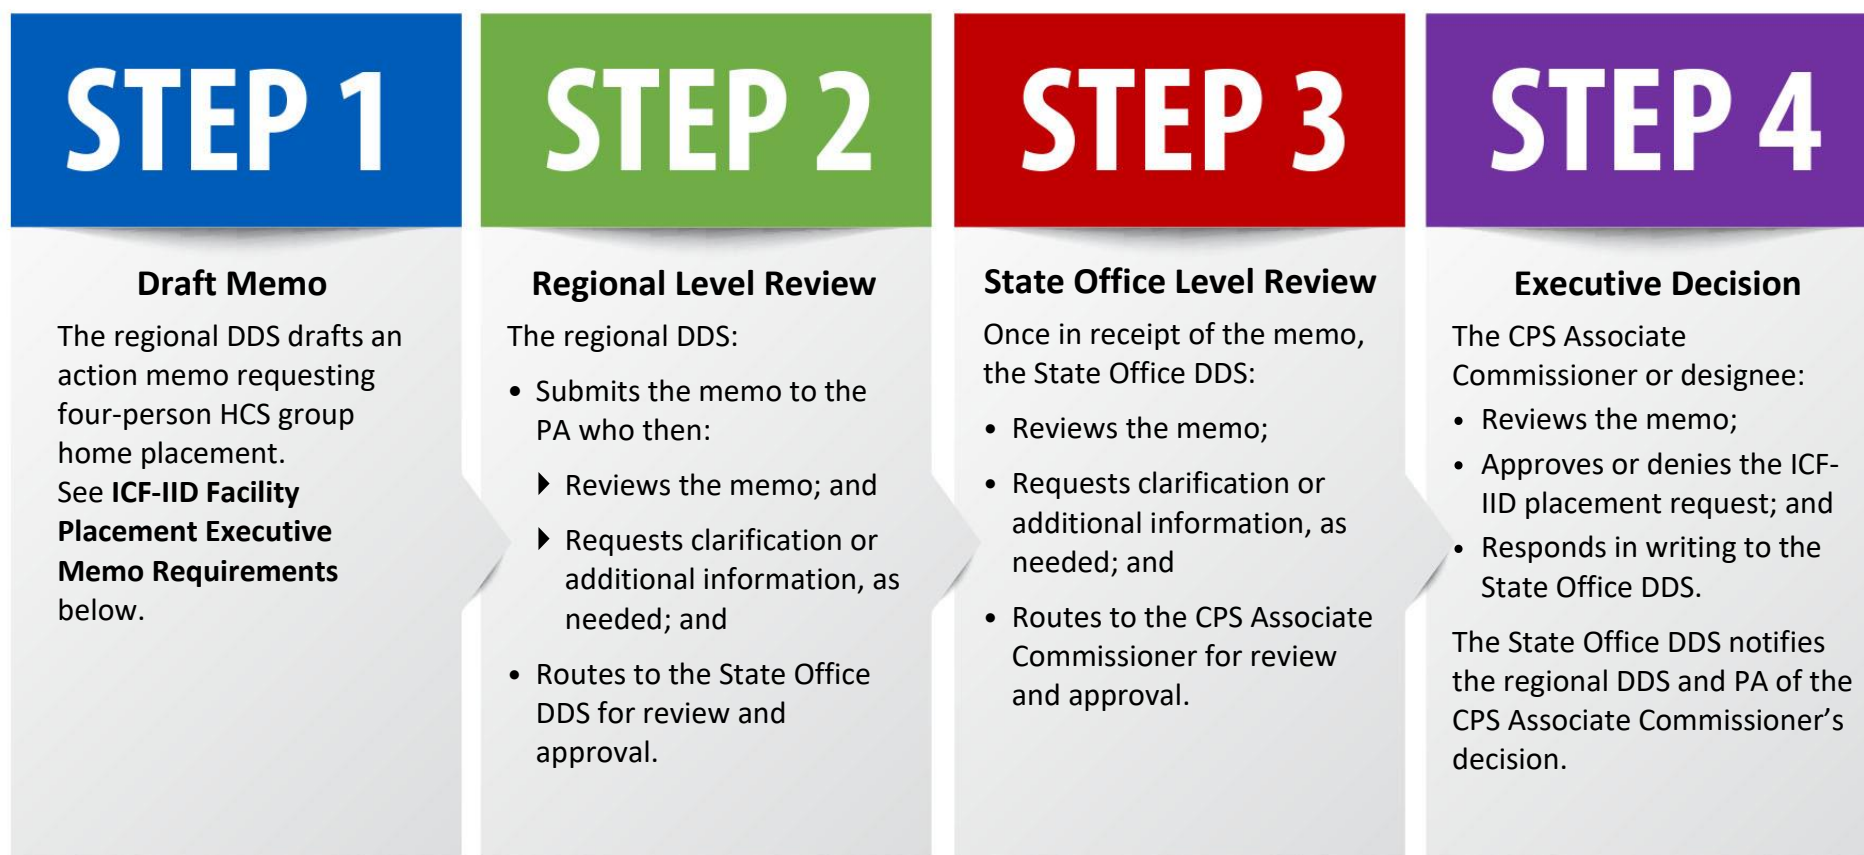 STEP 1
Draft Memo
The regional DDS drafts an
action memo requesting
four-person HCS group
home placement.
See ICF-IID Facility
Placement Executive
Memo Requirements
below.
STEP 2
Regional Level Review
The regional DDS:
• Submits the memo to the
PA who then:
Reviews the memo; and
Requests clarification or
additional information, as
needed; and
• Routes to the State Office
DDS for review and
approval.
STEP 3
State Office Level Review
Once in receipt of the memo,
the State Office DDS:
• Reviews the memo;
• Requests clarification or
additional information, as
needed; and
• Routes to the CPS Associate
Commissioner for review
and approval.
STEP 4
Executive Decision
The CPS Associate
Commissioner or designee:
• Reviews the memo;
• Approves or denies the ICF-
IID placement request; and
• Responds in writing to the
State Office DDS.
The State Office DDS notifies
the regional DDS and PA of the
CPS Associate Commissioner’s
decision.